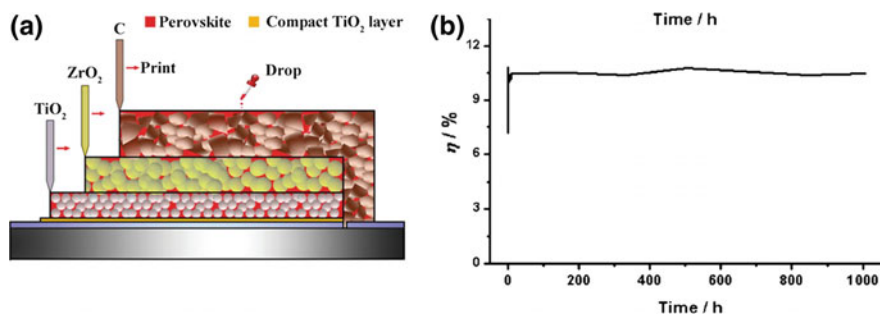 (a)
C
Perovskite
Compact TiO₂ layer
ZrO₂
Print
Drop
TiO₂
(b)
Time / h
η / %
12
9
6
3
0
0 200 400 600 800 1000
Time / h